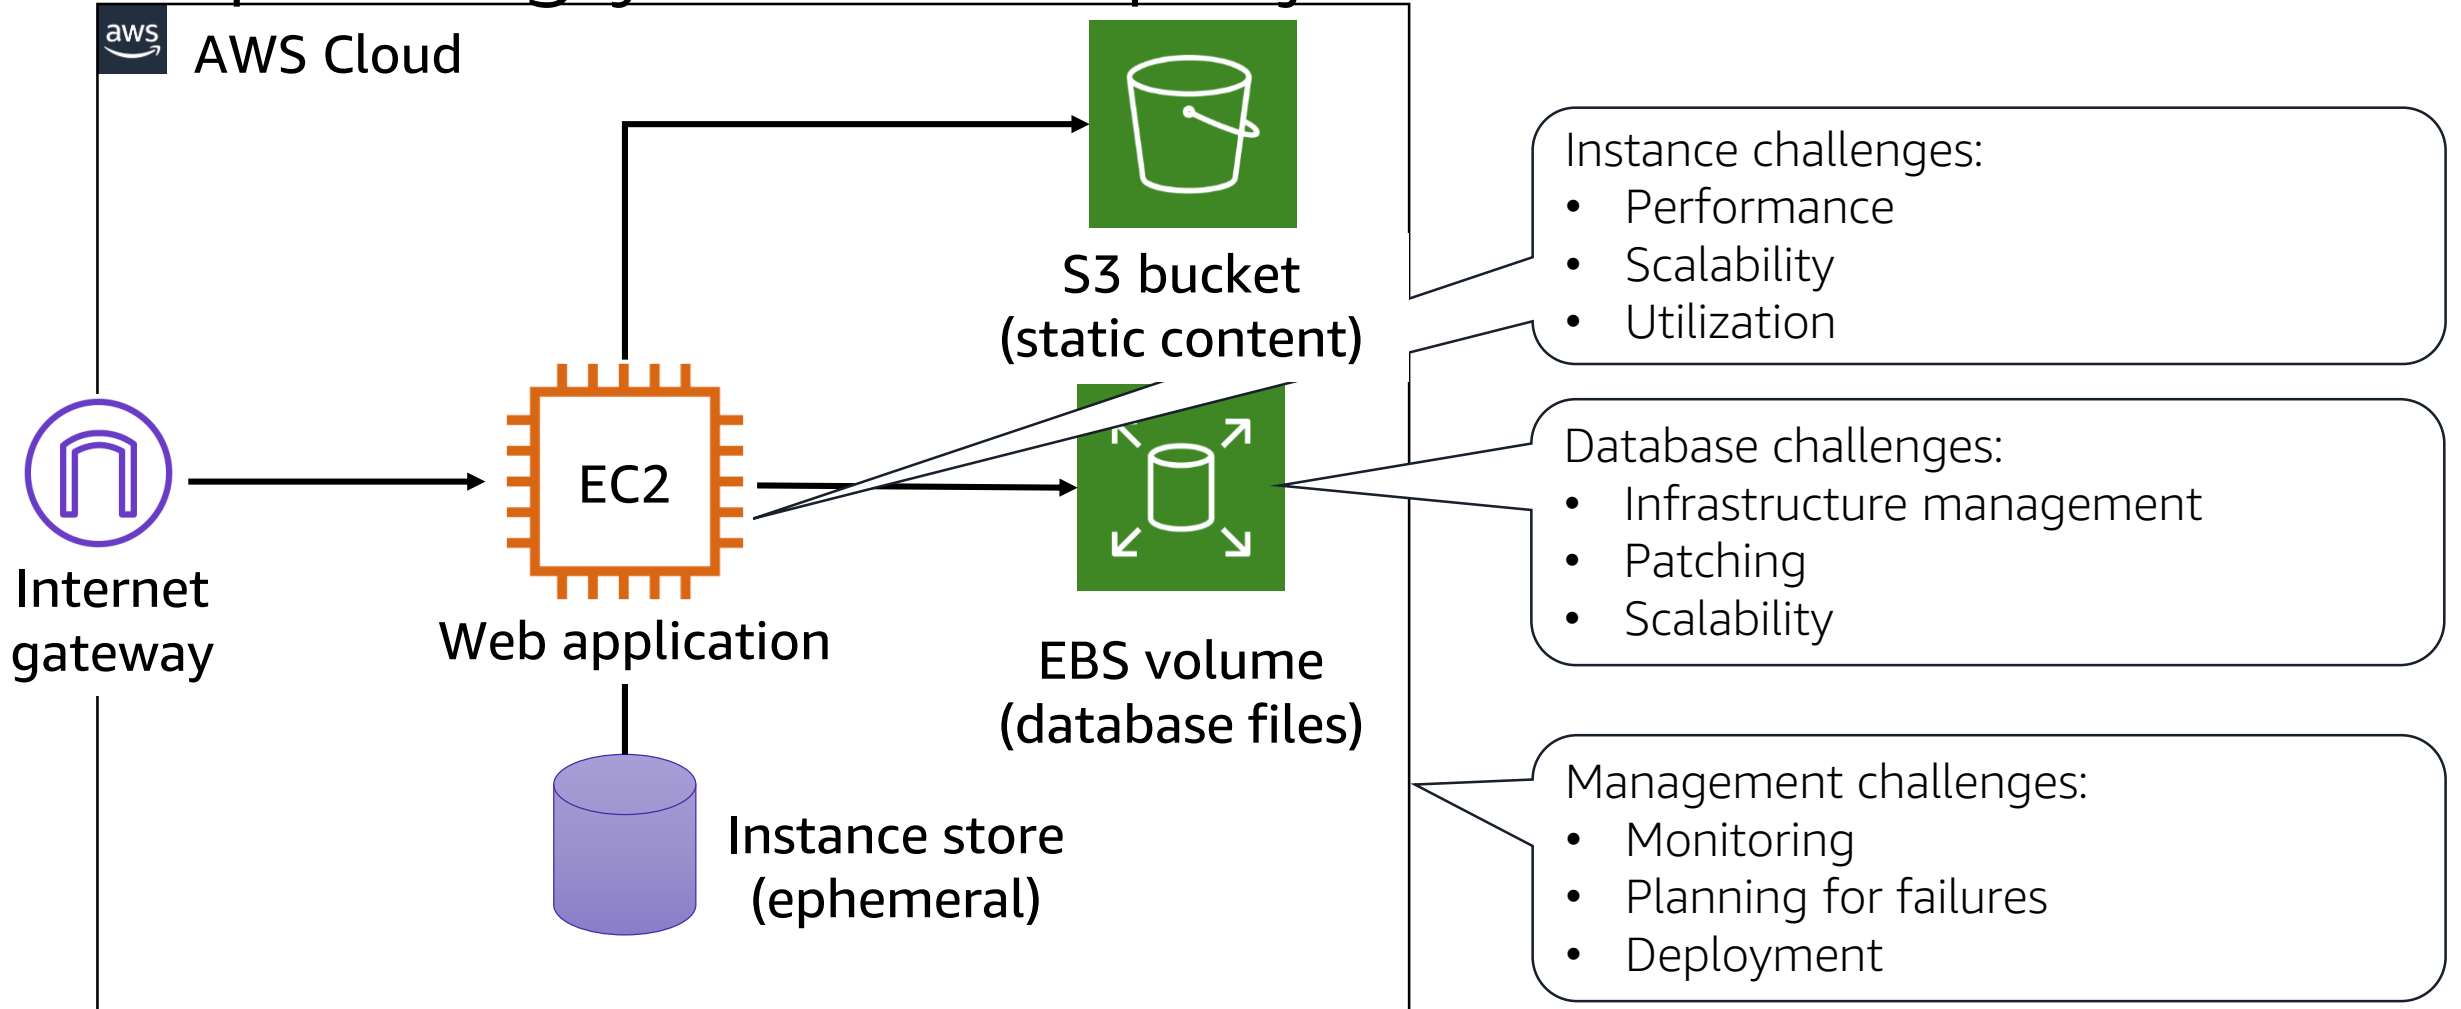 aws
AWS Cloud
S3 bucket
(static content)
EC2
Internet
gateway
Web application
EBS volume
(database files)
Instance store
(ephemeral)
Instance challenges:
• Performance
• Scalability
• Utilization
Database challenges:
• Infrastructure management
• Patching
• Scalability
Management challenges:
• Monitoring
• Planning for failures
• Deployment